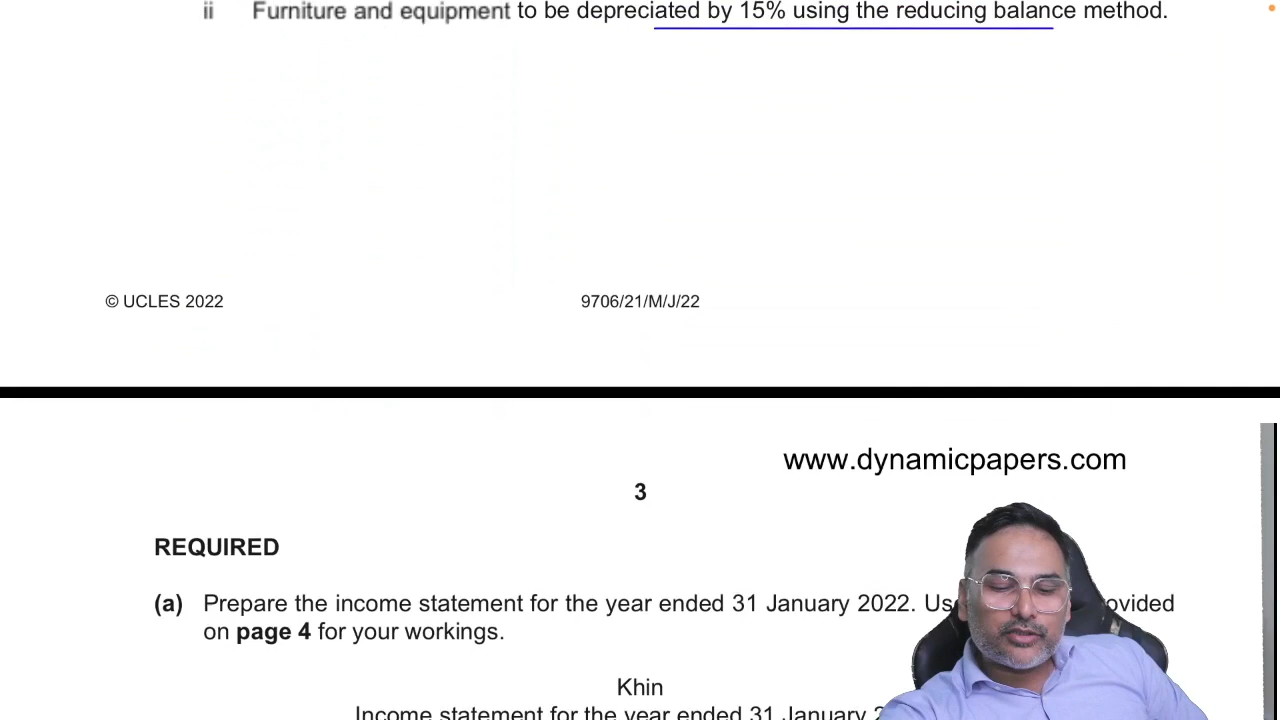 ii Furniture and equipment to be depreciated by 15% using the reducing balance method.
© UCLES 2022 9706/21/M/J/22
www.dynamicpapers.com
3
REQUIRED
(a) Prepare the income statement for the year ended 31 January 2022.
on page 4 for your workings.
Khin
Income statement for the year ended 31 January